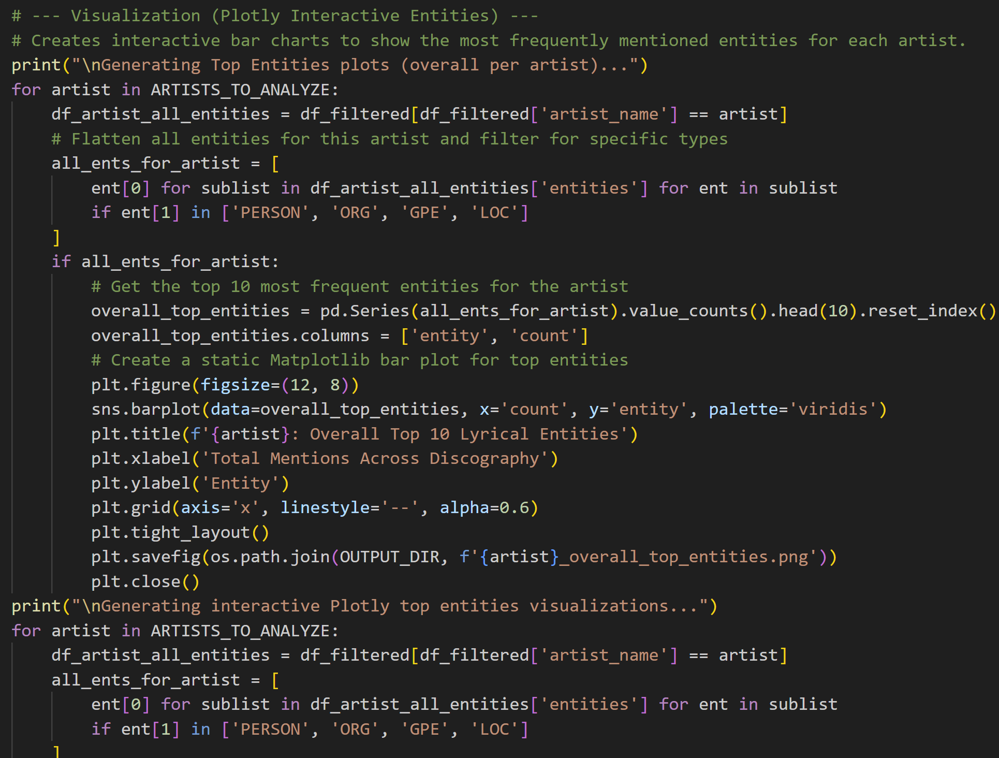 # --- Visualization (Plotly Interactive Entities) ---
# Creates interactive bar charts to show the most frequently mentioned entities for each artist.
print("\nGenerating Top Entities plots (overall per artist)...")
for artist in ARTISTS_TO_ANALYZE:
    df_artist_all_entities = df_filtered[df_filtered['artist_name'] == artist]
    # Flatten all entities for this artist and filter for specific types
    all_ents_for_artist = [
        ent[0] for sublist in df_artist_all_entities['entities'] for ent in sublist
        if ent[1] in ['PERSON', 'ORG', 'GPE', 'LOC']
    ]
    if all_ents_for_artist:
        # Get the top 10 most frequent entities for the artist
        overall_top_entities = pd.Series(all_ents_for_artist).value_counts().head(10).reset_index()
        overall_top_entities.columns = ['entity', 'count']
        # Create a static Matplotlib bar plot for top entities
        plt.figure(figsize=(12, 8))
        sns.barplot(data=overall_top_entities, x='count', y='entity', palette='viridis')
        plt.title(f'{artist}: Overall Top 10 Lyrical Entities')
        plt.xlabel('Total Mentions Across Discography')
        plt.ylabel('Entity')
        plt.grid(axis='x', linestyle='--', alpha=0.6)
        plt.tight_layout()
        plt.savefig(os.path.join(OUTPUT_DIR, f'{artist}_overall_top_entities.png'))
        plt.close()
print("\nGenerating interactive Plotly top entities visualizations...")
for artist in ARTISTS_TO_ANALYZE:
    df_artist_all_entities = df_filtered[df_filtered['artist_name'] == artist]
    all_ents_for_artist = [
        ent[0] for sublist in df_artist_all_entities['entities'] for ent in sublist
        if ent[1] in ['PERSON', 'ORG', 'GPE', 'LOC']
    ]